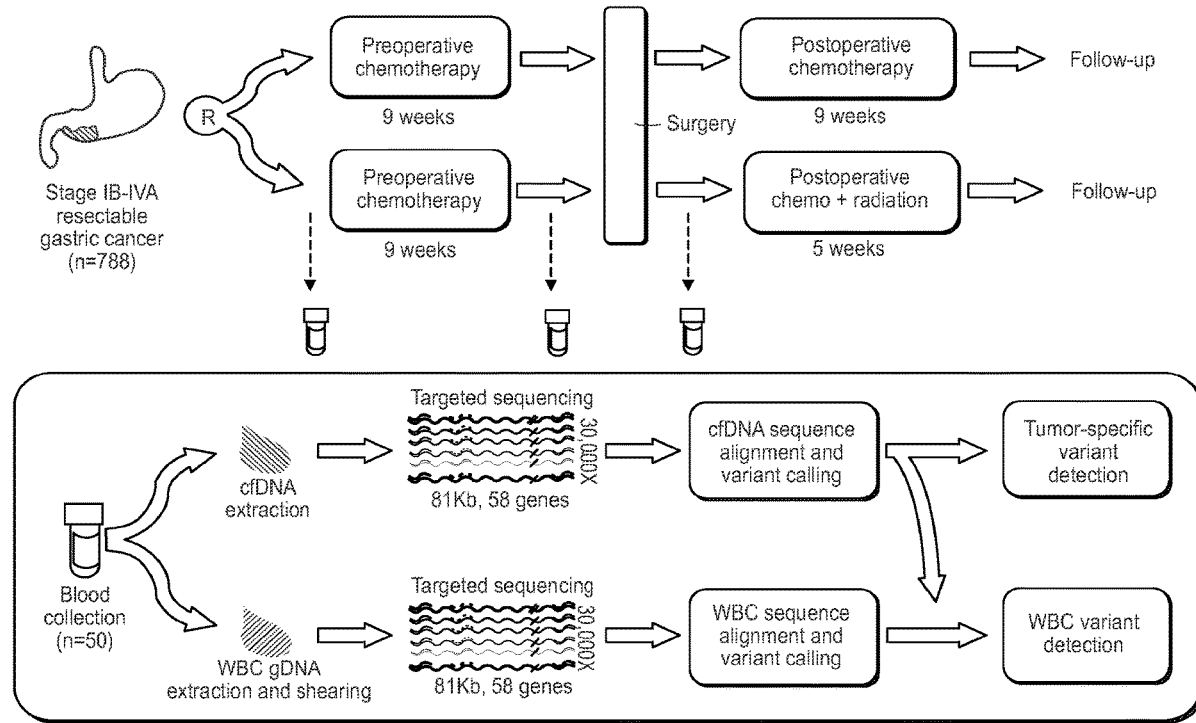 R
Preoperative
chemotherapy
9 weeks
Postoperative
chemotherapy
9 weeks
Follow-up
Surgery
Stage IB-IVA
resectable
gastric cancer
(n=788)
Preoperative
chemotherapy
9 weeks
Postoperative
chemo + radiation
5 weeks
Follow-up
Blood
collection
(n=50)
cfDNA
extraction
Targeted sequencing
30,000X
81Kb, 58 genes
cfDNA sequence
alignment and
variant calling
Tumor-specific
variant
detection
WBC gDNA
extraction and shearing
Targeted sequencing
30,000X
81Kb, 58 genes
WBC sequence
alignment and
variant calling
WBC variant
detection